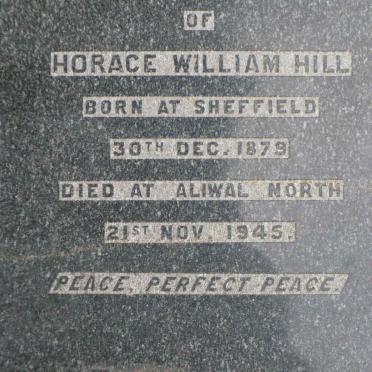 OF
HORACE WILLIAM HILL
BORN AT SHEFFIELD
30TH DEC. 1879
DIED AT ALIWAL NORTH
21ST NOV. 1945.
PEACE, PERFECT PEACE.